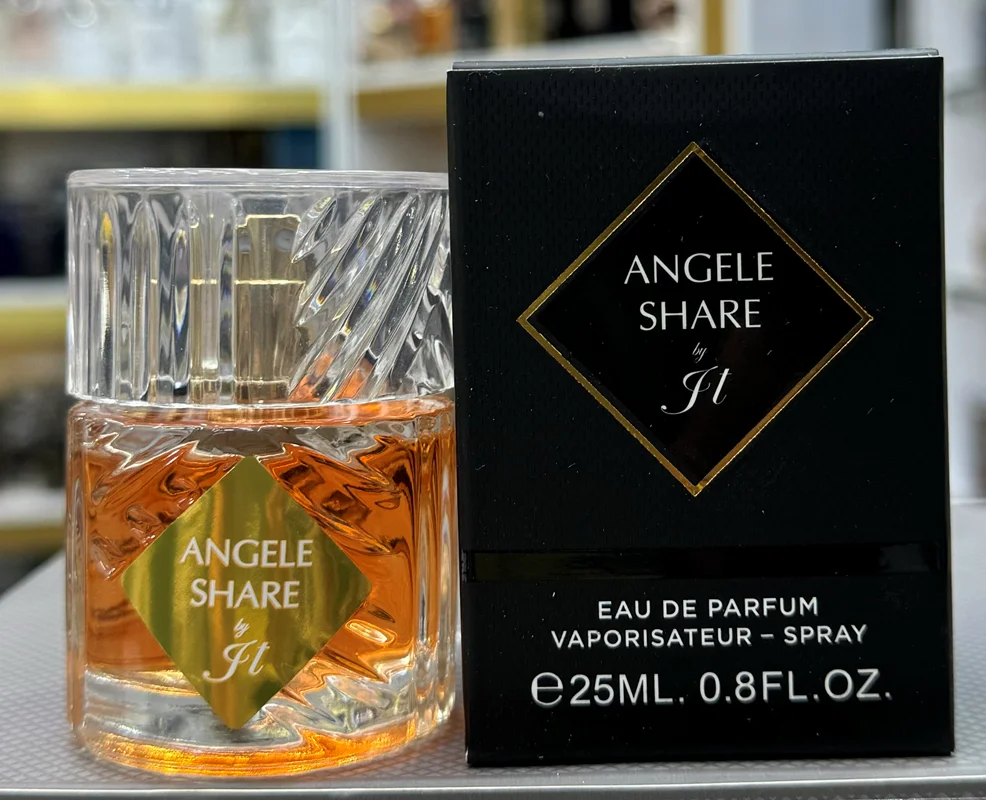 ANGELE
SHARE
by
Jt
ANGELE
SHARE
by
Jt
EAU DE PARFUM
VAPORISATEUR – SPRAY
℮25ML. 0.8FL.OZ.